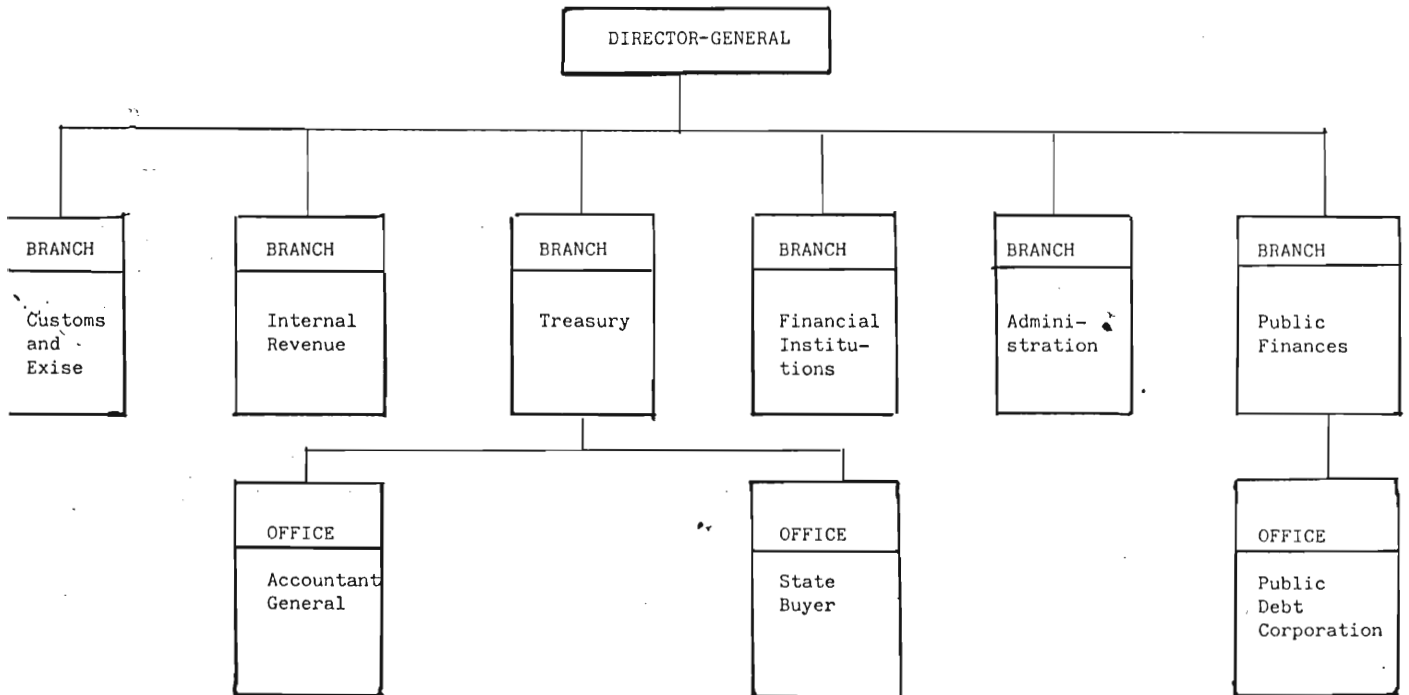 DIRECTOR-GENERAL
BRANCH
Customs
and
Exise
BRANCH
Internal
Revenue
BRANCH
Treasury
BRANCH
Financial
Institu-
tions
BRANCH
Admini-
stration
BRANCH
Public
Finances
OFFICE
Accountant
General
OFFICE
State
Buyer
OFFICE
Public
Debt
Corporation